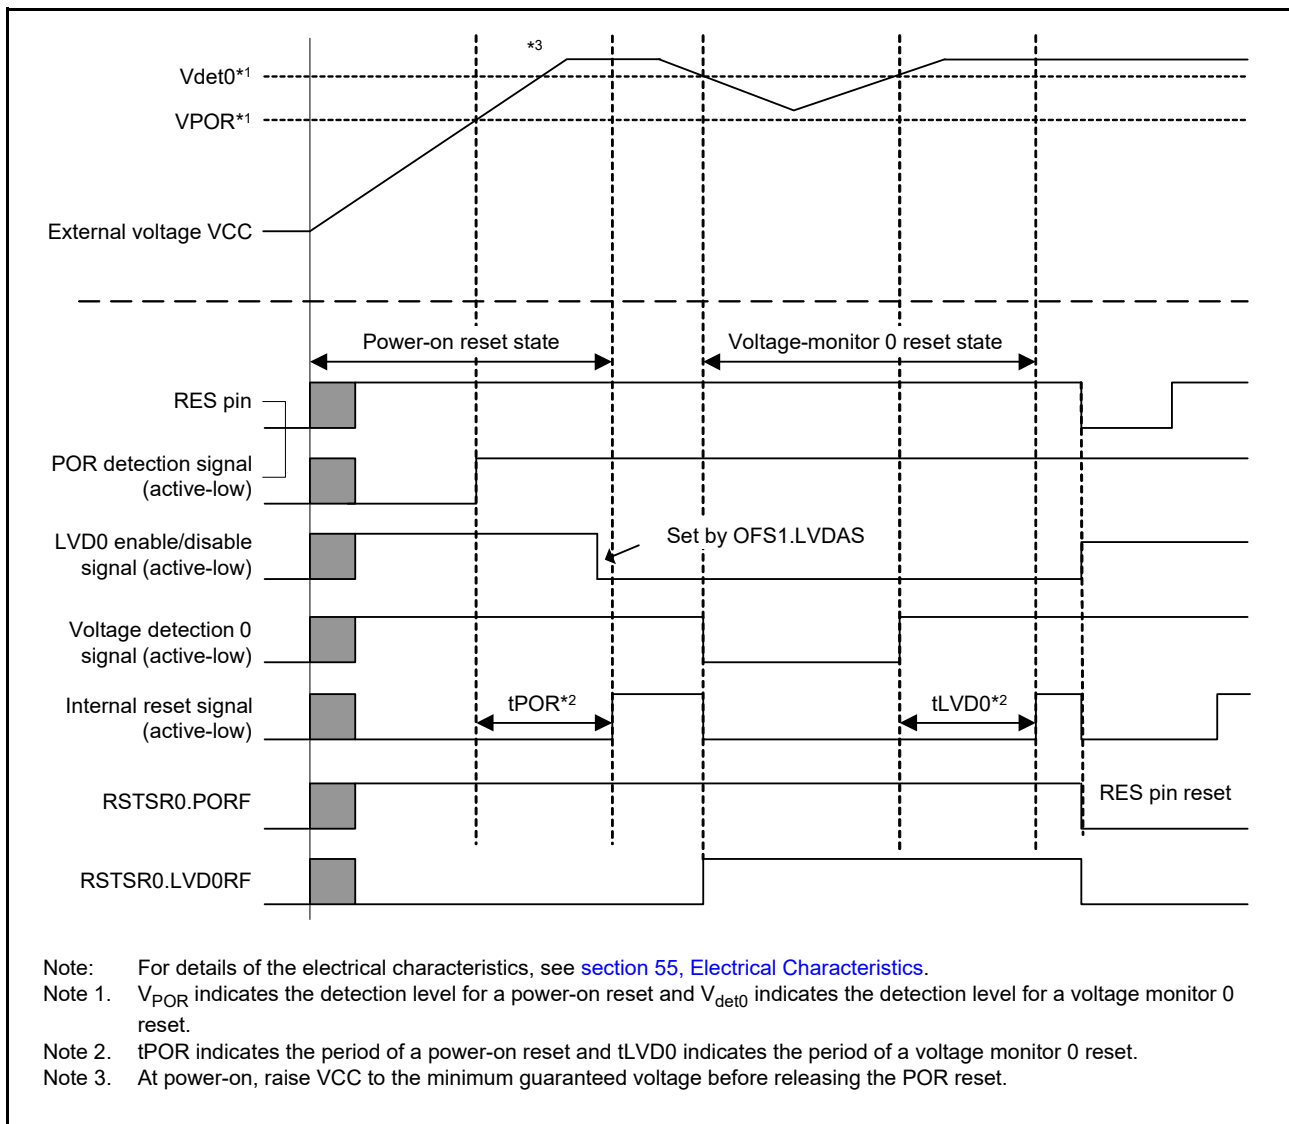 *3
Vdet0*1
VPOR*1
External voltage VCC
Power-on reset state
Voltage-monitor 0 reset state
RES pin
POR detection signal
(active-low)
LVD0 enable/disable
signal (active-low)
Set by OFS1.LVDAS
Voltage detection 0
signal (active-low)
Internal reset signal
(active-low)
tPOR*2
tLVD0*2
RSTSR0.PORF
RES pin reset
RSTSR0.LVD0RF
Note: For details of the electrical characteristics, see section 55, Electrical Characteristics.
Note 1. VPOR indicates the detection level for a power-on reset and Vdet0 indicates the detection level for a voltage monitor 0
reset.
Note 2. tPOR indicates the period of a power-on reset and tLVD0 indicates the period of a voltage monitor 0 reset.
Note 3. At power-on, raise VCC to the minimum guaranteed voltage before releasing the POR reset.